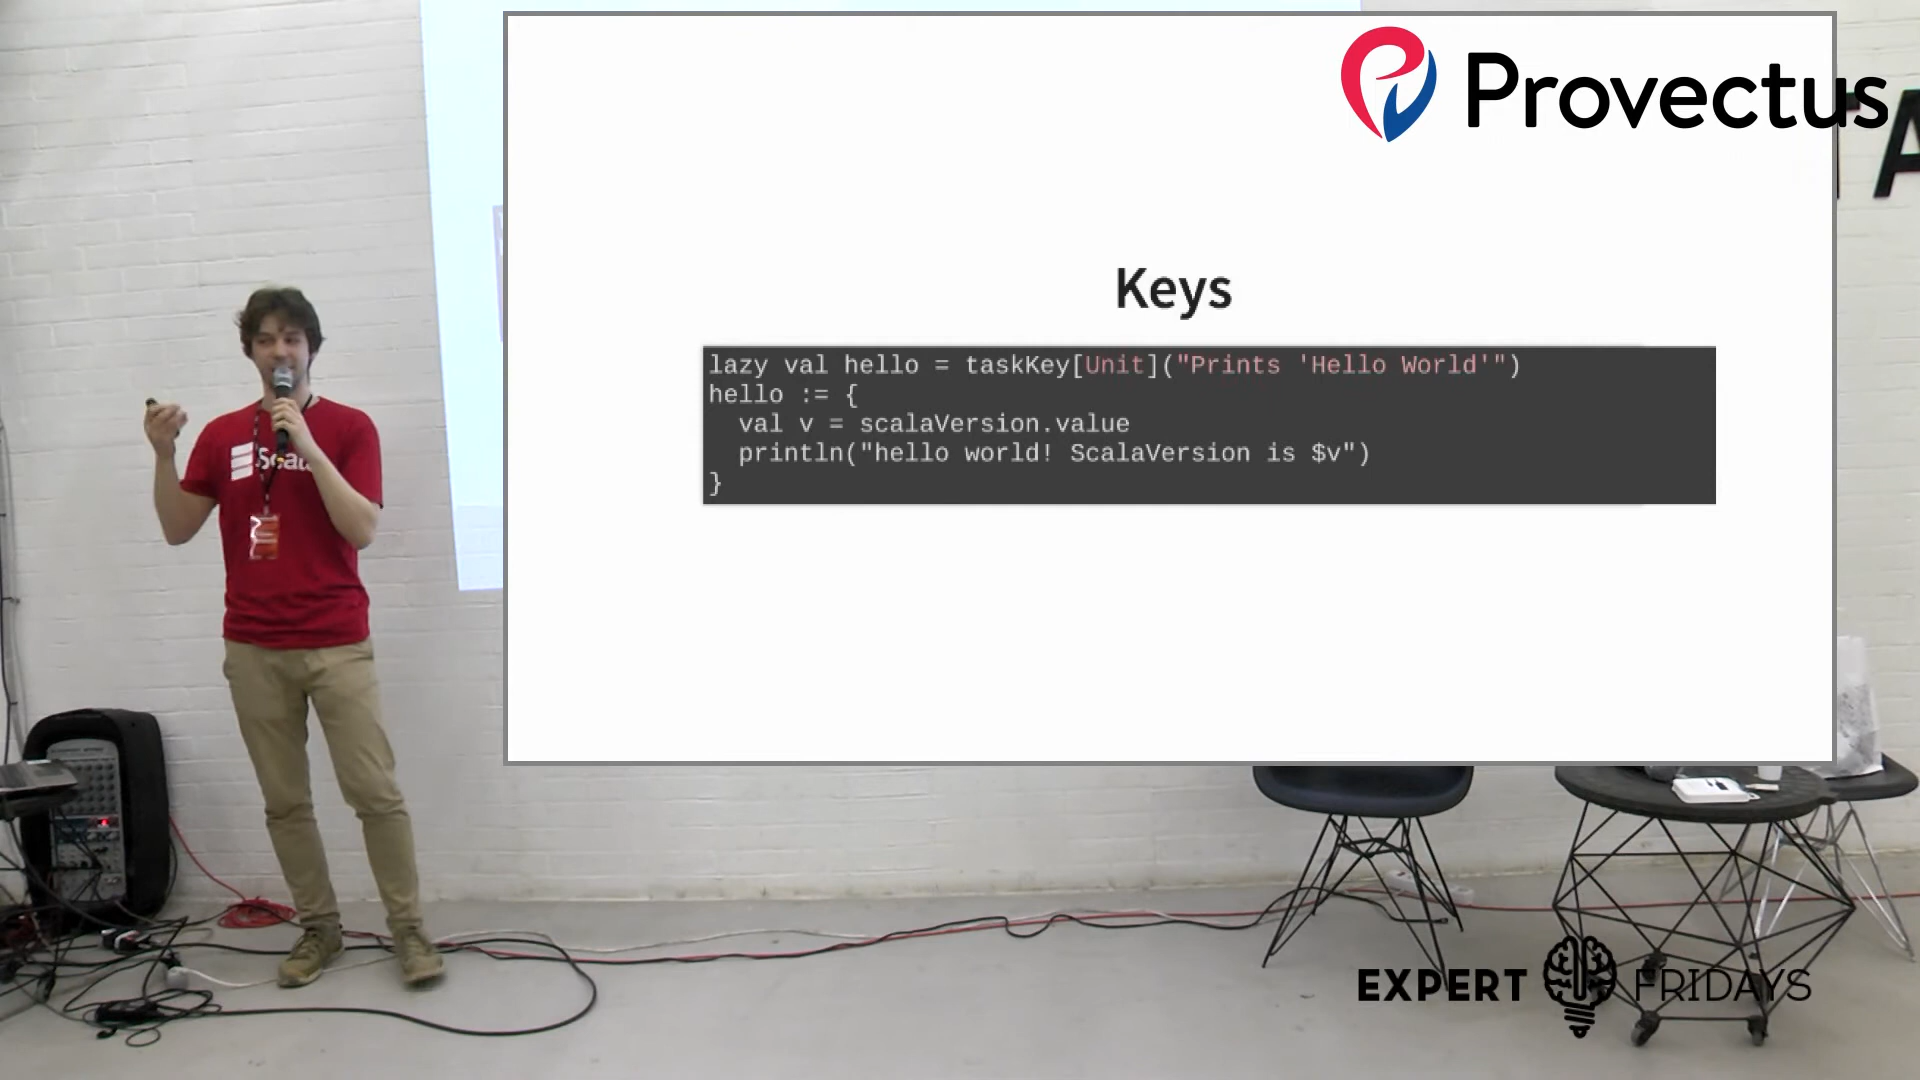 Provectus
Keys
lazy val hello = taskKey[Unit]("Prints 'Hello World'")
hello := {
  val v = scalaVersion.value
  println("hello world! ScalaVersion is $v")
}
EXPERT FRIDAYS